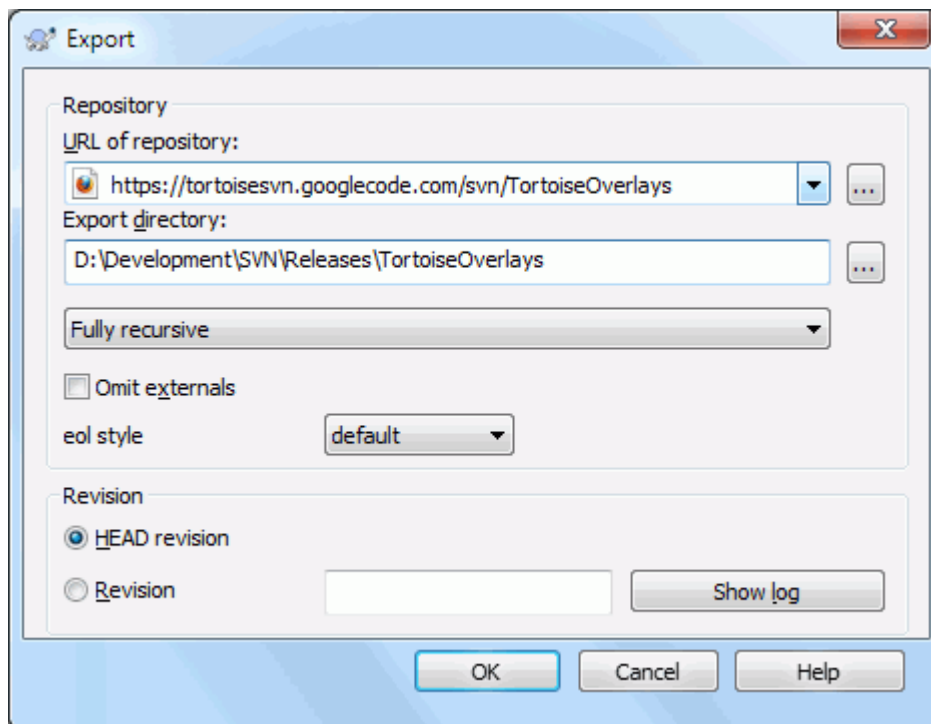 Export
Repository
URL of repository:
https://tortoisesvn.googlecode.com/svn/TortoiseOverlays
...
Export directory:
D:\Development\SVN\Releases\TortoiseOverlays
...
Fully recursive
Omit externals
eol style default
Revision
HEAD revision
Revision Show log
OK Cancel Help